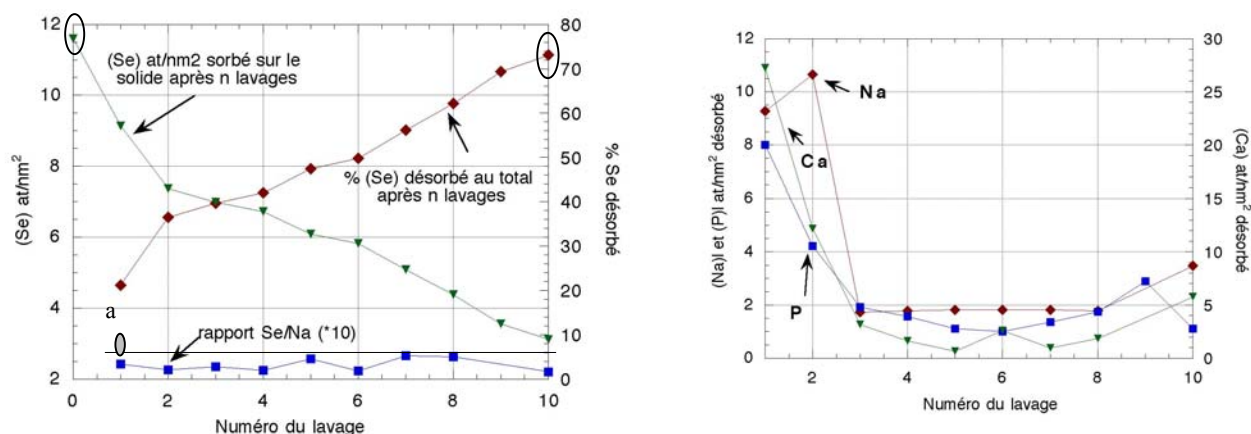 12
10
8
6
4
2
(Se) at/nm²
80
70
60
50
40
30
20
10
0
% Se désorbé
(Se) at/nm2 sorbé sur le
solide après n lavages
% (Se) désorbé au total
après n lavages
a
rapport Se/Na (*10)
0 2 4 6 8 10
Numéro du lavage
12
10
8
6
4
2
0
(Na)l et (P)l at/nm² désorbé
30
25
20
15
10
5
0
(Ca) at/nm² désorbé
Na
Ca
P
2 4 6 8 10
Numéro du lavage